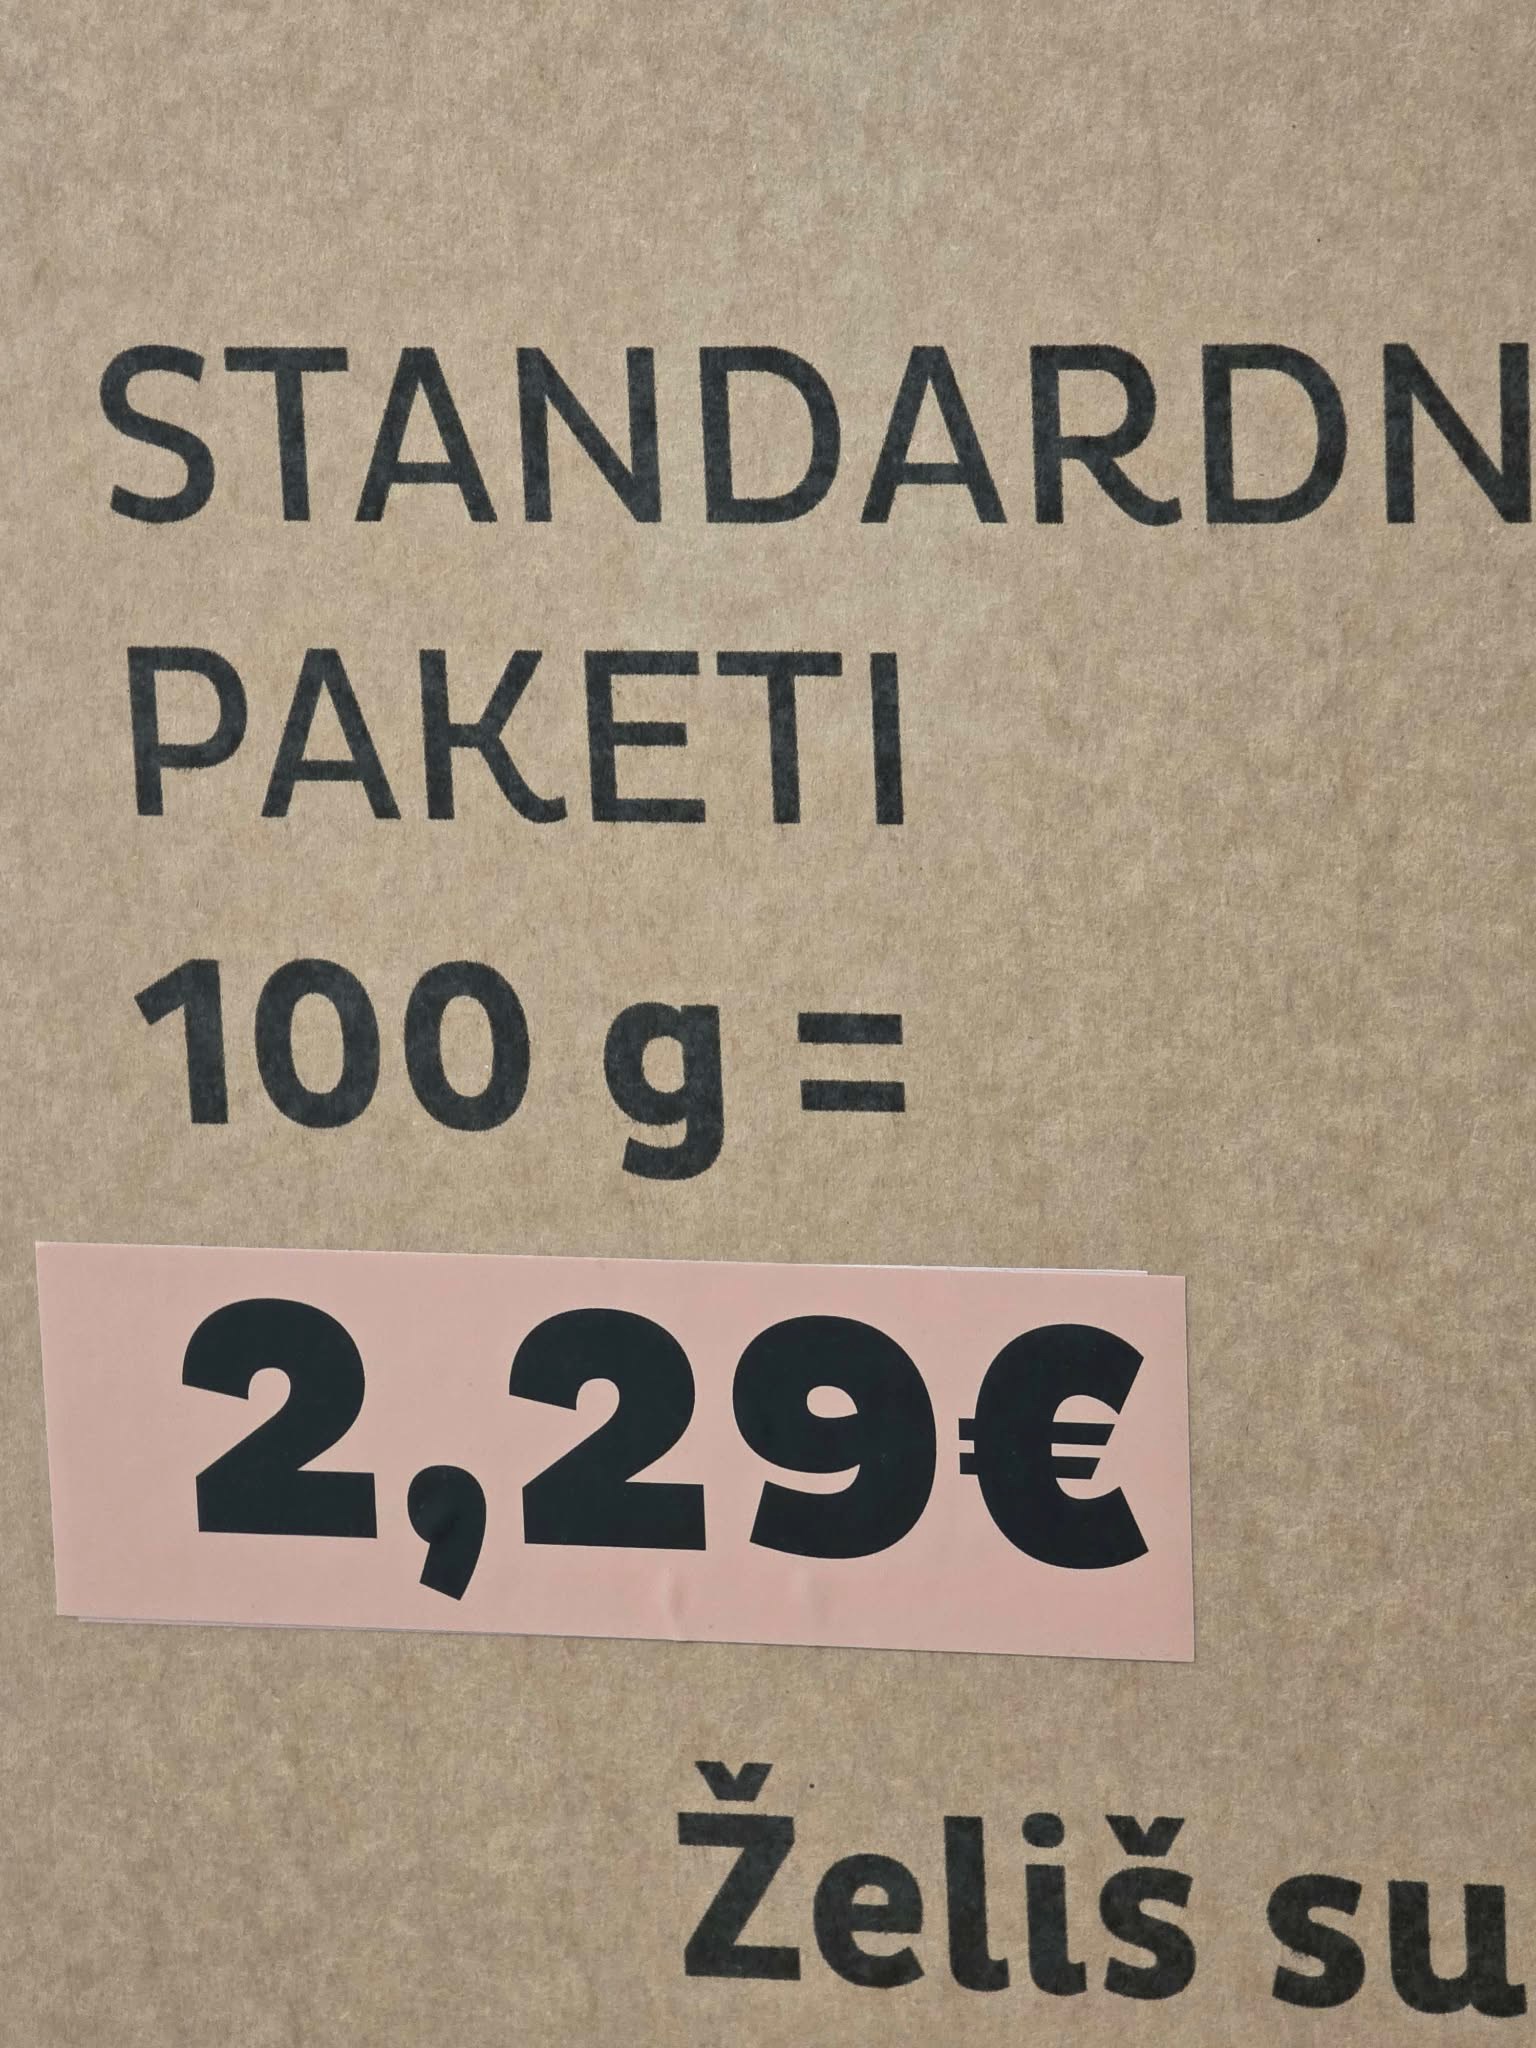 STANDARDN
PAKETI
100 g =
2,29€
Želiš su